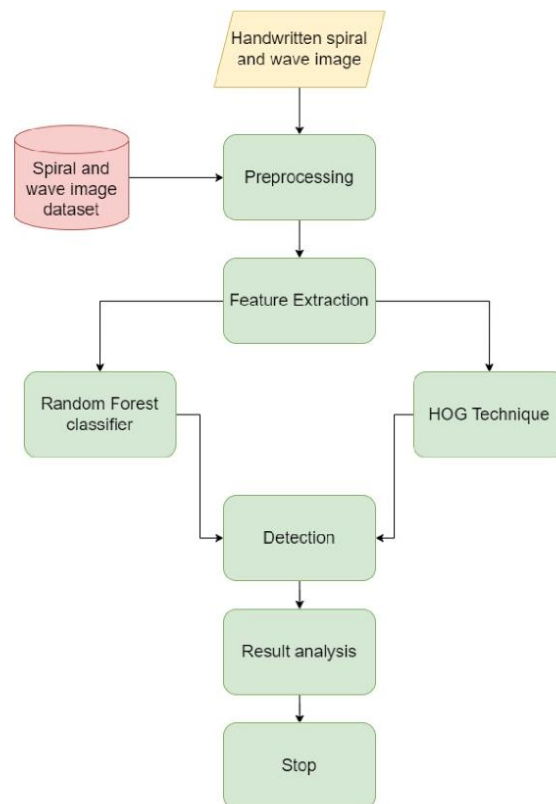 Handwritten spiral
and wave image
Spiral and
wave image
dataset
Preprocessing
Feature Extraction
Random Forest
classifier
HOG Technique
Detection
Result analysis
Stop